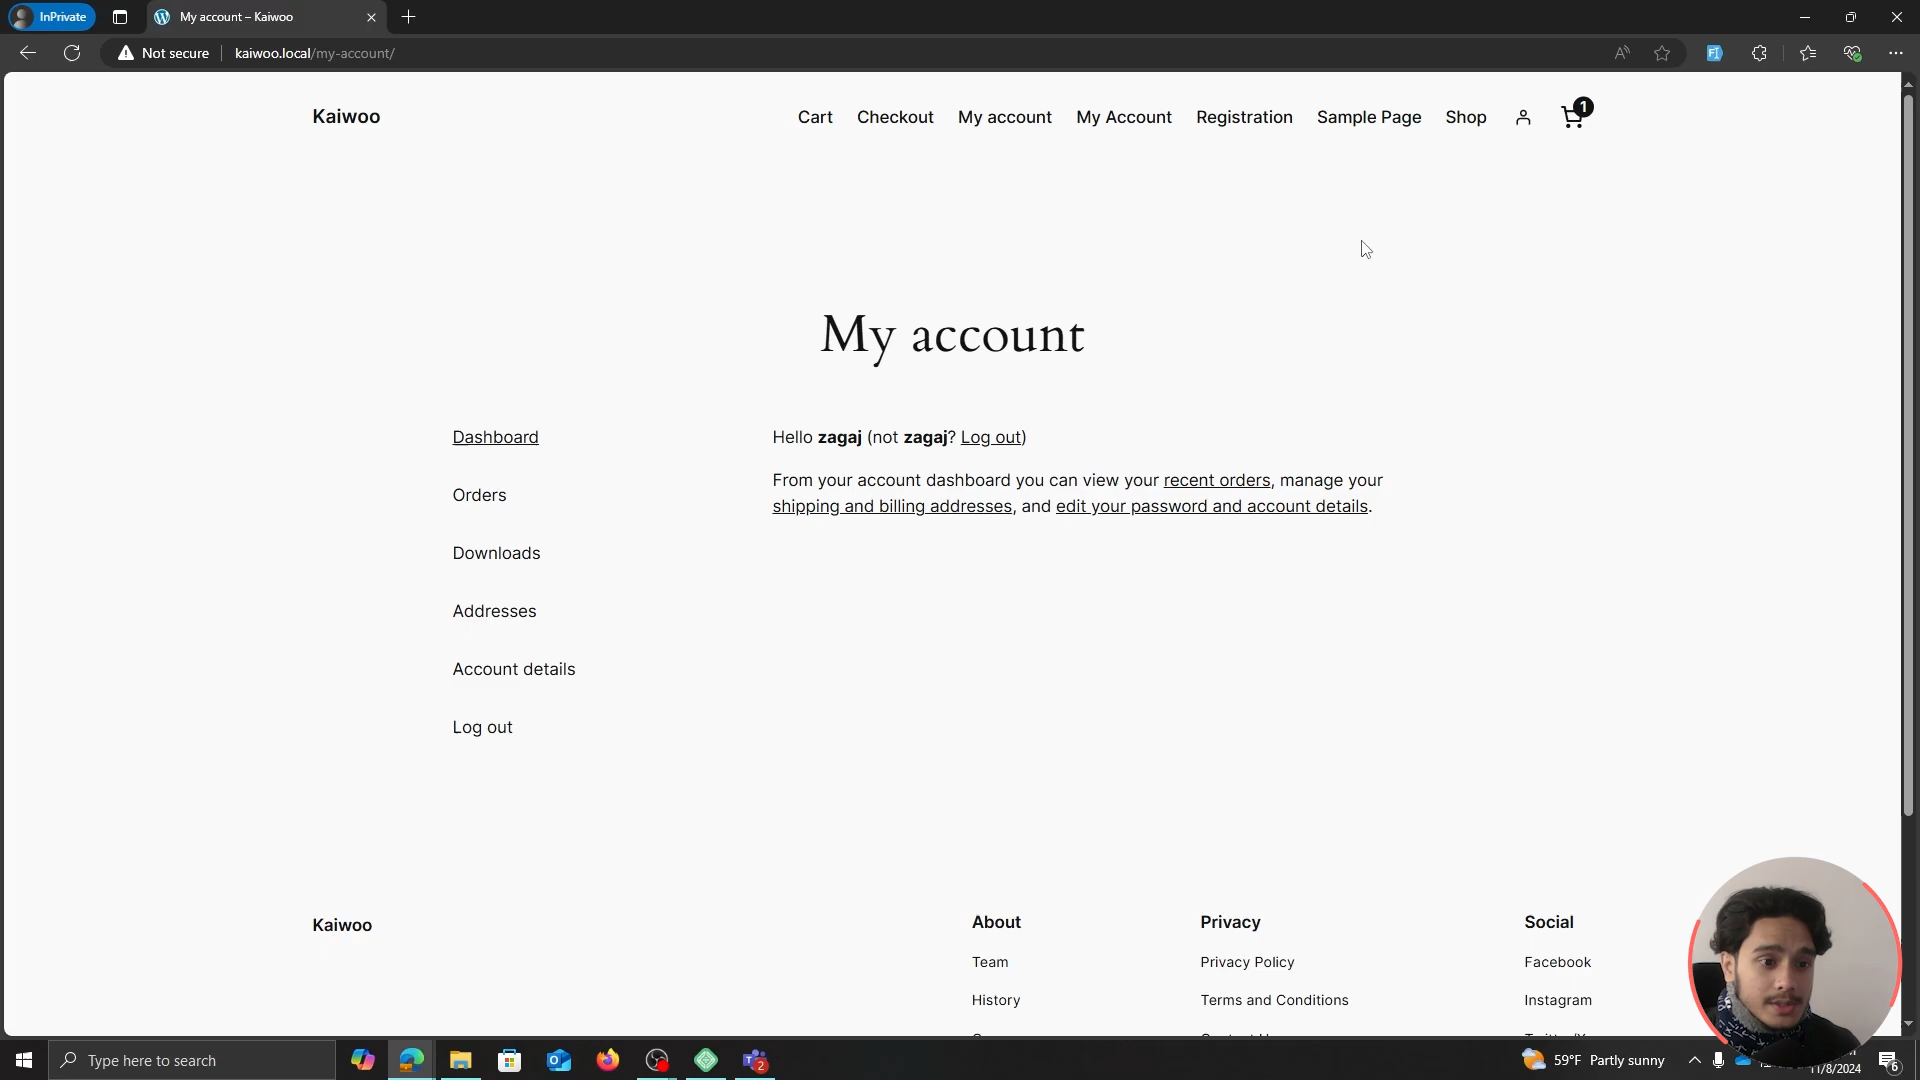 InPrivate
My account – Kaiwoo
Not secure
kaiwoo.local/my-account/
Kaiwoo
Cart
Checkout
My account
My Account
Registration
Sample Page
Shop
1
My account
Dashboard
Orders
Downloads
Addresses
Account details
Log out
Hello zagaj (not zagaj? Log out)
From your account dashboard you can view your recent orders, manage your
shipping and billing addresses, and edit your password and account details.
Kaiwoo
About
Team
History
Privacy
Privacy Policy
Terms and Conditions
Social
Facebook
Instagram
Type here to search
2
59°F Partly sunny
11/8/2024
6